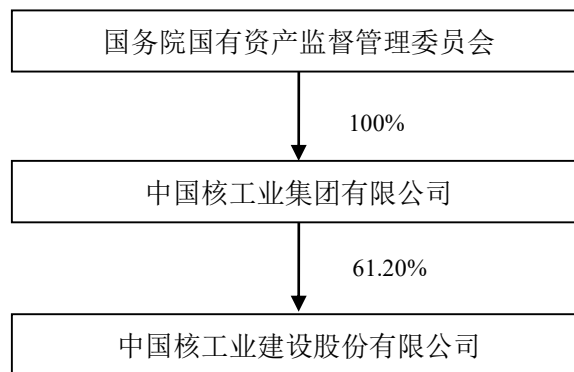 国务院国有资产监督管理委员会
100%
中国核工业集团有限公司
61.20%
中国核工业建设股份有限公司